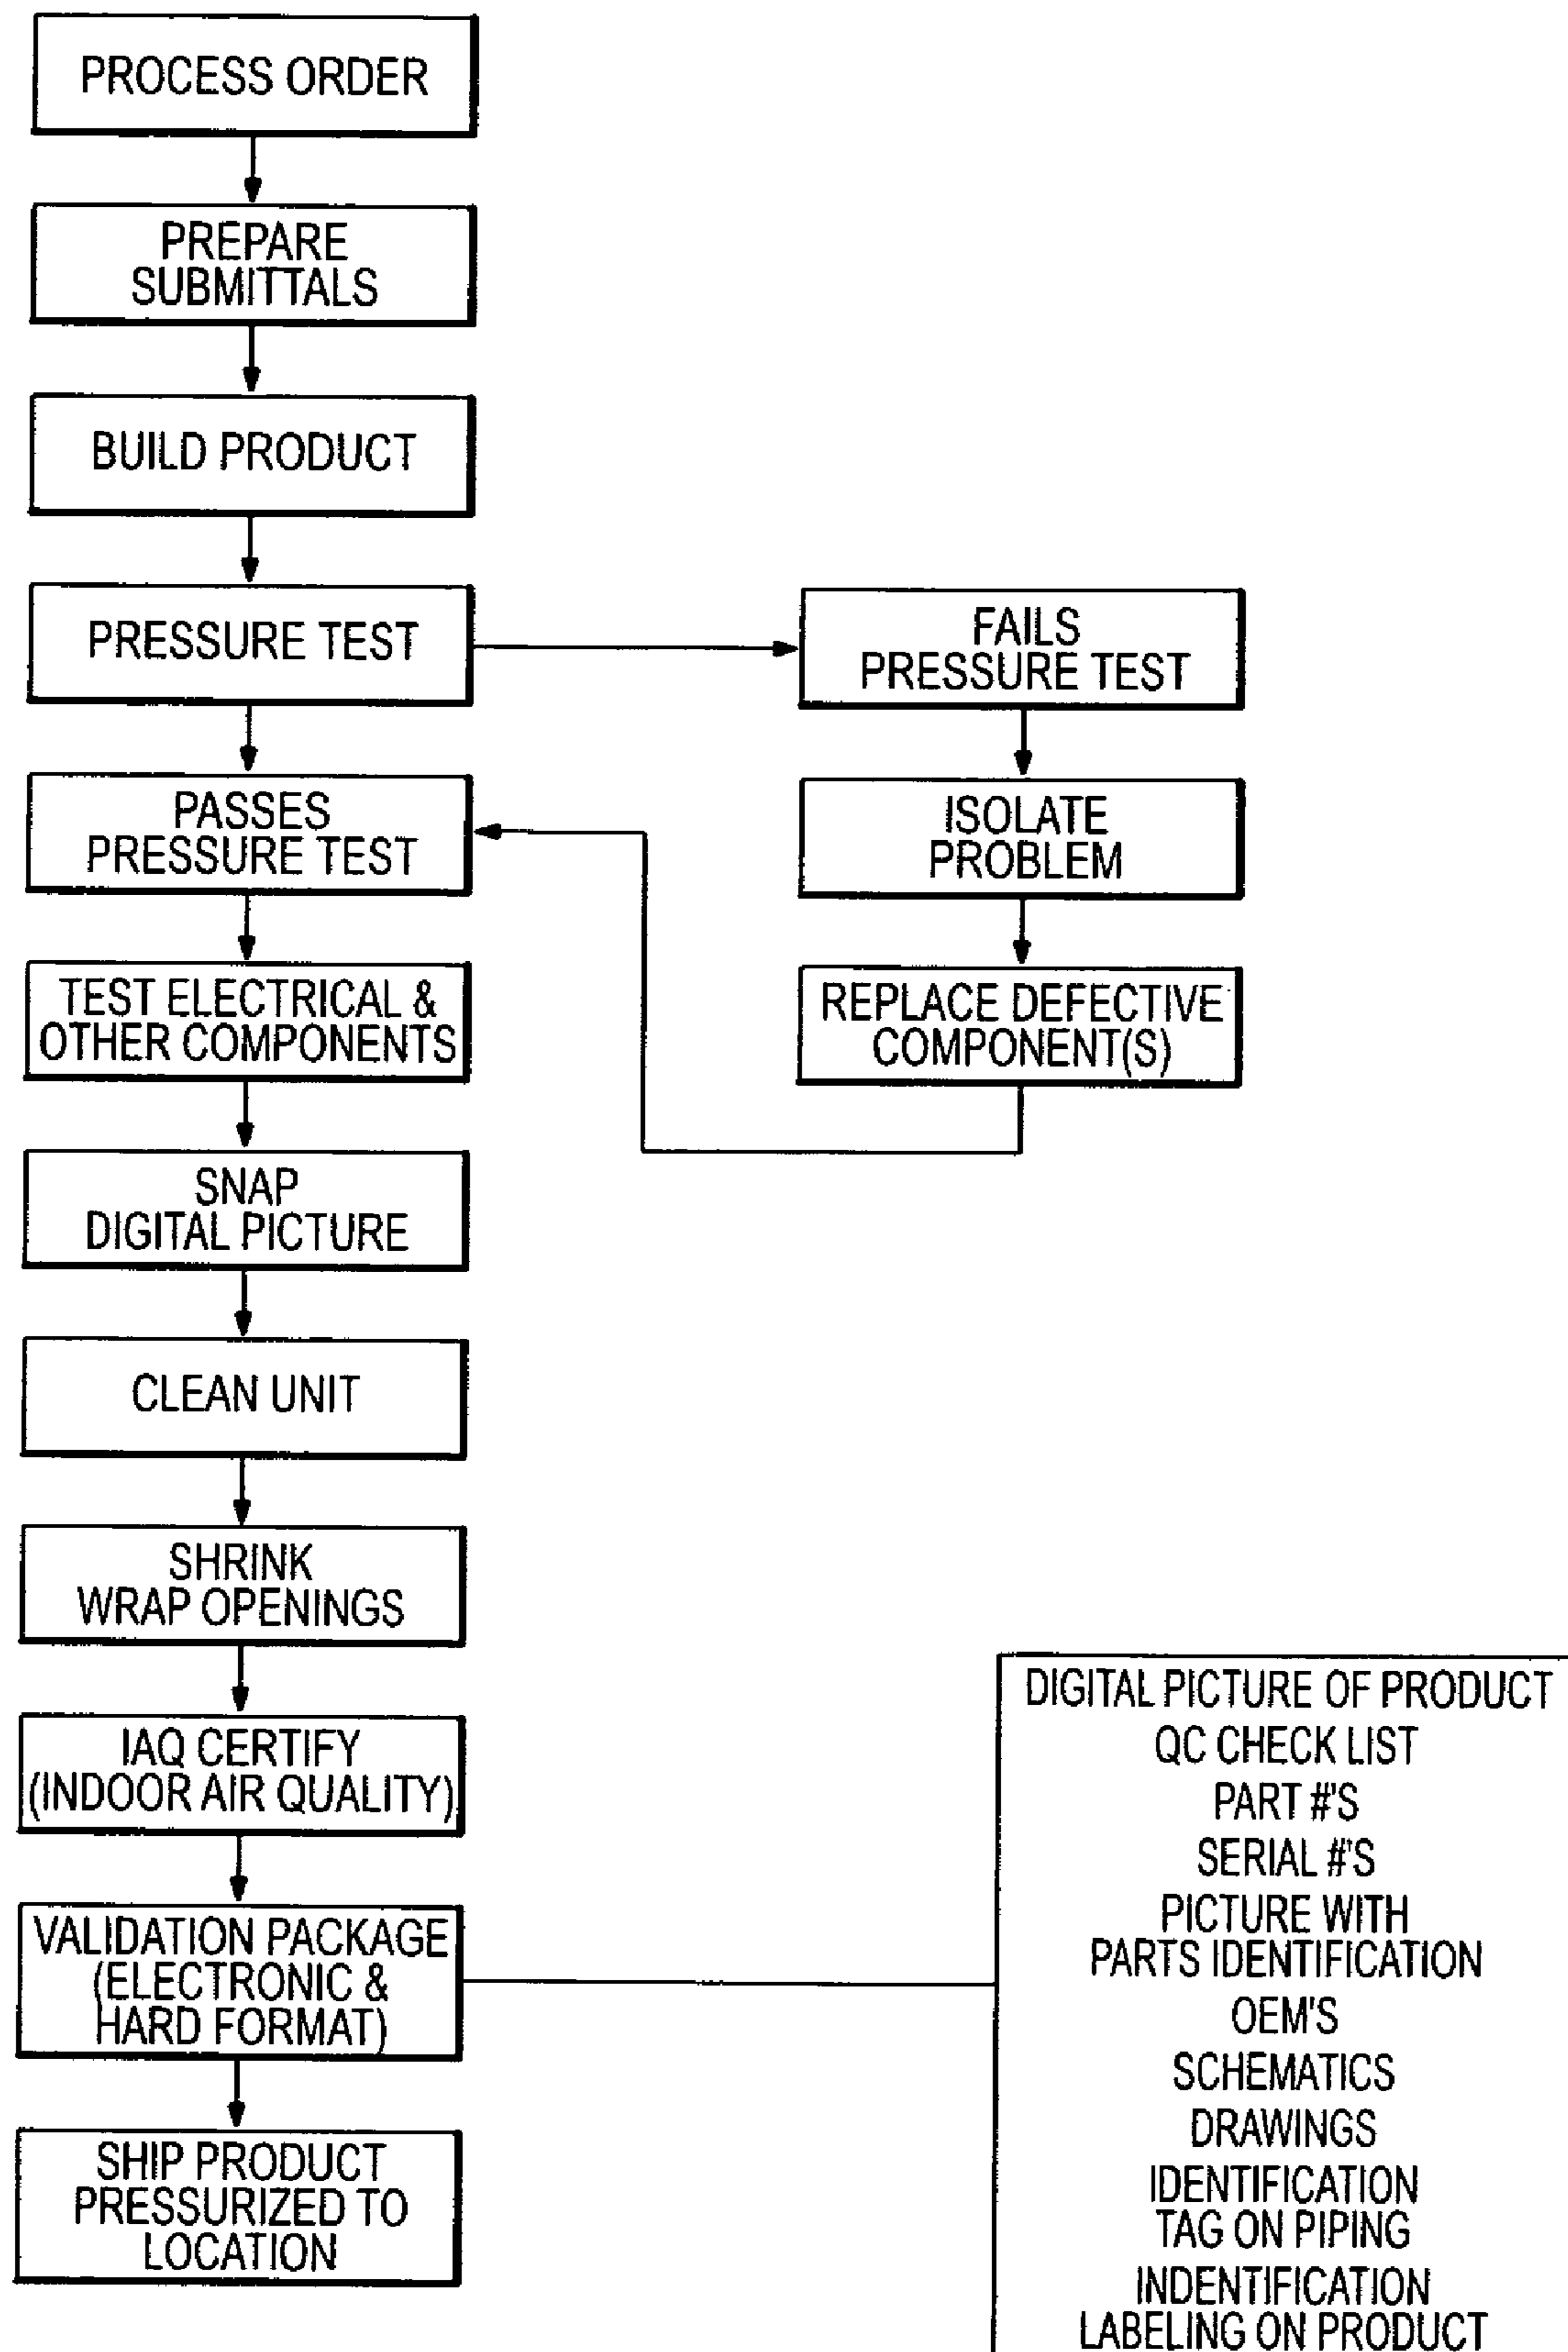 PROCESS ORDER
PREPARE
SUBMITTALS
BUILD PRODUCT
PRESSURE TEST
FAILS
PRESSURE TEST
PASSES
PRESSURE TEST
ISOLATE
PROBLEM
TEST ELECTRICAL &
OTHER COMPONENTS
REPLACE DEFECTIVE
COMPONENT(S)
SNAP
DIGITAL PICTURE
CLEAN UNIT
SHRINK
WRAP OPENINGS
IAQ CERTIFY
(INDOOR AIR QUALITY)
VALIDATION PACKAGE
(ELECTRONIC &
HARD FORMAT)
SHIP PRODUCT
PRESSURIZED TO
LOCATION
DIGITAL PICTURE OF PRODUCT
QC CHECK LIST
PART #'S
SERIAL #'S
PICTURE WITH
PARTS IDENTIFICATION
OEM'S
SCHEMATICS
DRAWINGS
IDENTIFICATION
TAG ON PIPING
INDENTIFICATION
LABELING ON PRODUCT